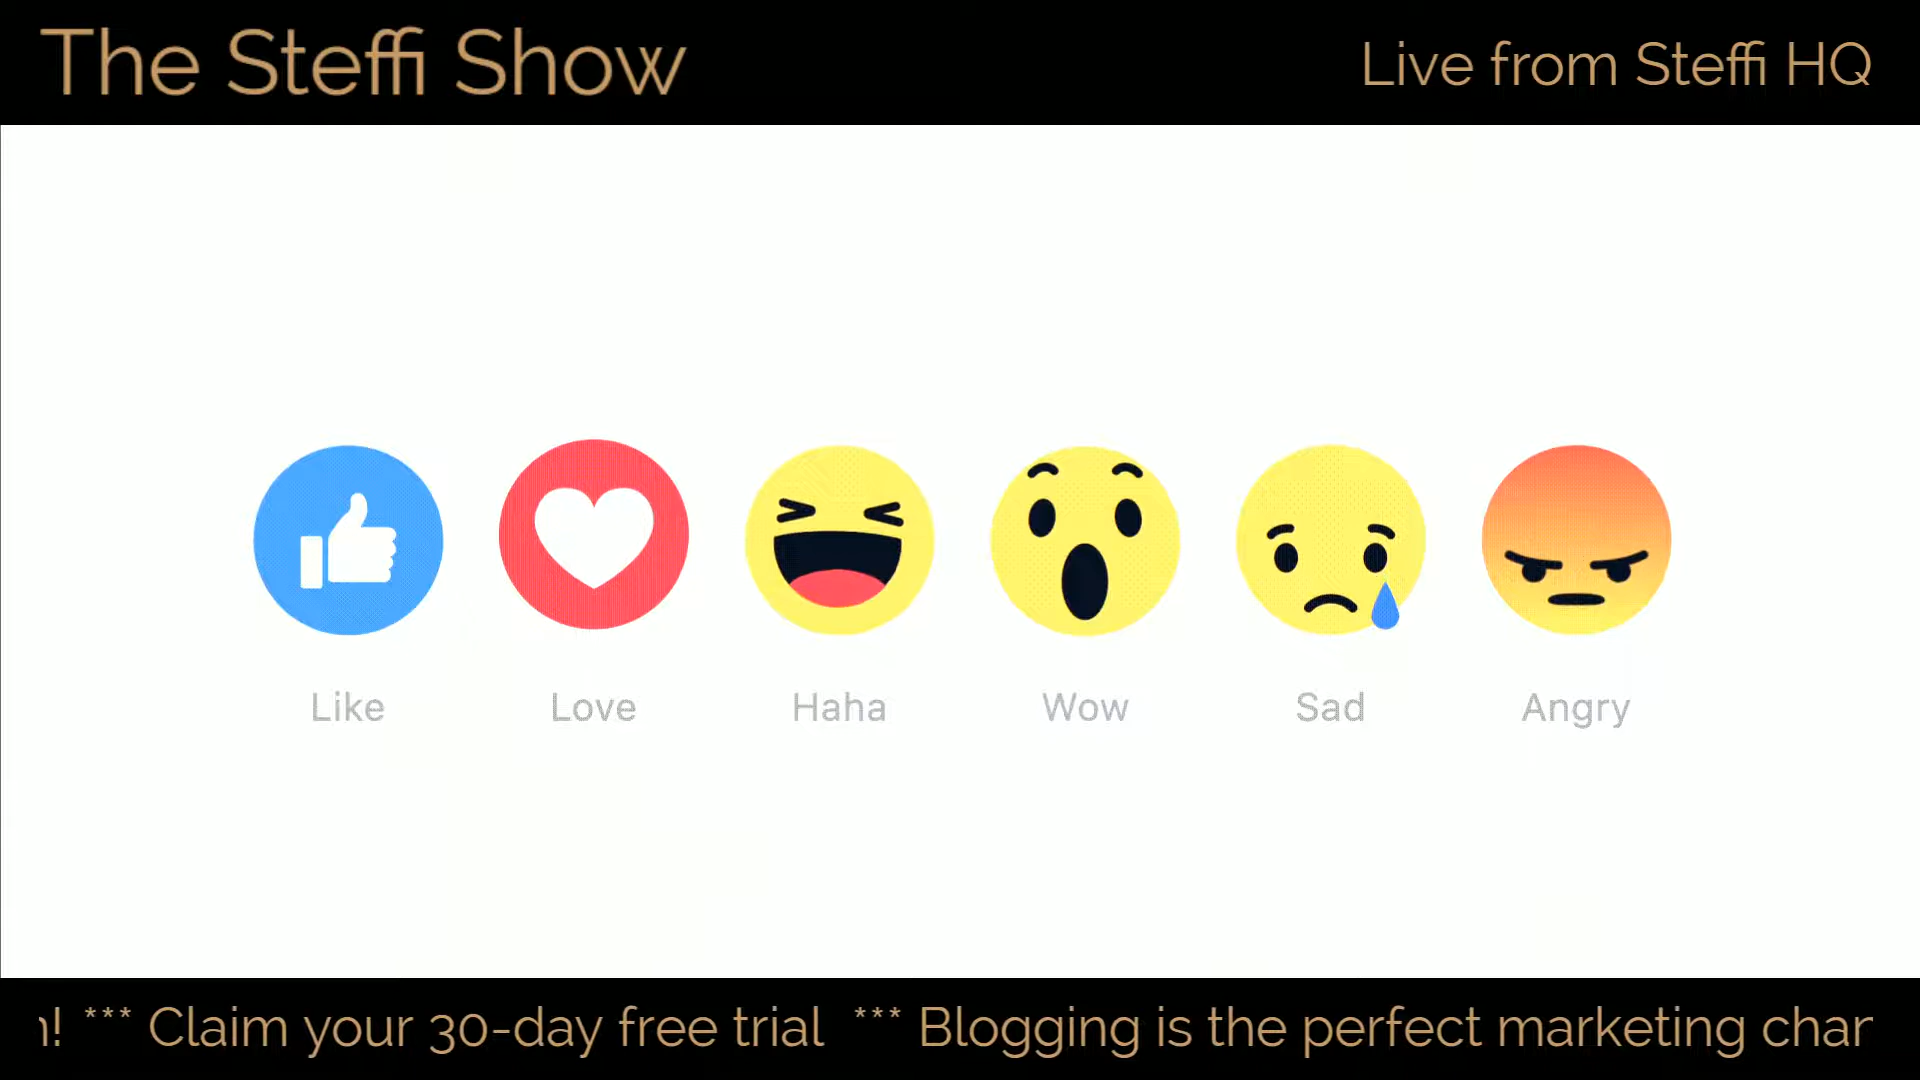 The Steffi Show
Live from Steffi HQ
Like
Love
Haha
Wow
Sad
Angry
! *** Claim your 30-day free trial *** Blogging is the perfect marketing